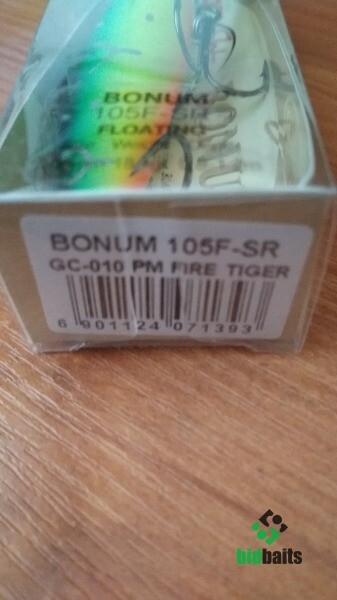 BONUM
105F-SR
FLOATING
BONUM 105F-SR
GC-010 PM FIRE TIGER
6 901124 071393
bidbaits